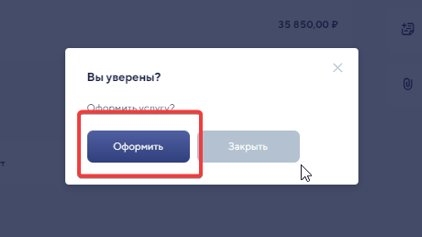 35 850,00 ₽
Вы уверены?
Оформить услугу?
Оформить
Закрыть
т